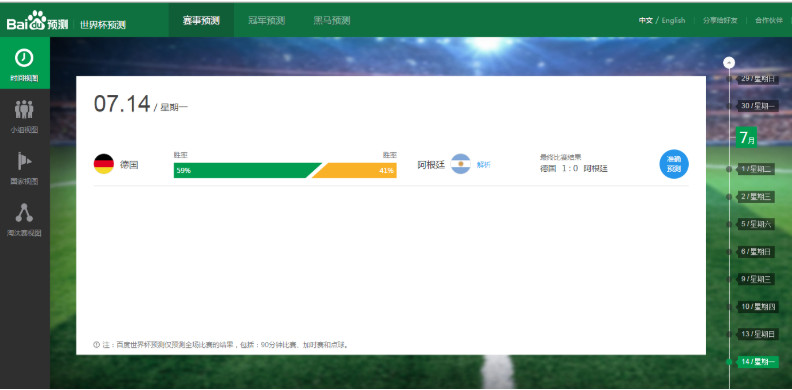 Bai du 预测 世界杯预测 赛事预测 冠军预测 黑马预测 中文 / English 分享给好友 合作伙伴
时间视图
小组视图
国家视图
淘汰赛视图
07.14 / 星期一
胜率 胜率
德国 59% 41% 阿根廷 解析
最终比赛结果
德国 1 : 0 阿根廷
准确
预测
注：百度世界杯预测仅预测全场比赛的结果，包括：90分钟比赛、加时赛和点球。
29 / 星期日
30 / 星期一
7月
1 / 星期二
2 / 星期三
5 / 星期六
6 / 星期日
9 / 星期三
10 / 星期四
13 / 星期日
14 / 星期一